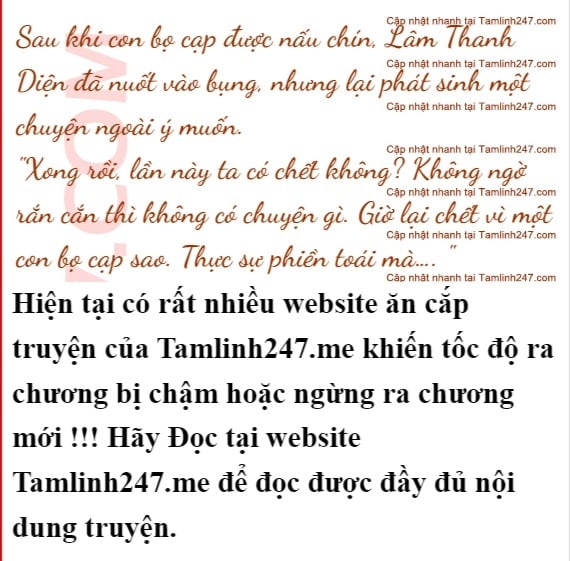 Cập nhật nhanh tại Tamlinh247.com
Sau khi con bọ cạp được nấu chín, Lâm Thanh
Cập nhật nhanh tại Tamlinh247.com
Diện đã nuốt vào bụng, nhưng lại phát sinh một
Cập nhật nhanh tại Tamlinh247.com
chuyện ngoài ý muốn.
Cập nhật nhanh tại Tamlinh247.com
"Xong rồi, lần này ta có chết không? Không ngờ
Cập nhật nhanh tại Tamlinh247.com
rắn cắn thì không có chuyện gì. Giờ lại chết vì một
Cập nhật nhanh tại Tamlinh247.com
con bọ cạp sao. Thực sự phiền toái mà…. "
Cập nhật nhanh tại Tamlinh247.com
.COM
Hiện tại có rất nhiều website ăn cắp
truyện của Tamlinh247.me khiến tốc độ ra
chương bị chậm hoặc ngừng ra chương
mới !!! Hãy Đọc tại website
Tamlinh247.me để đọc được đầy đủ nội
dung truyện.